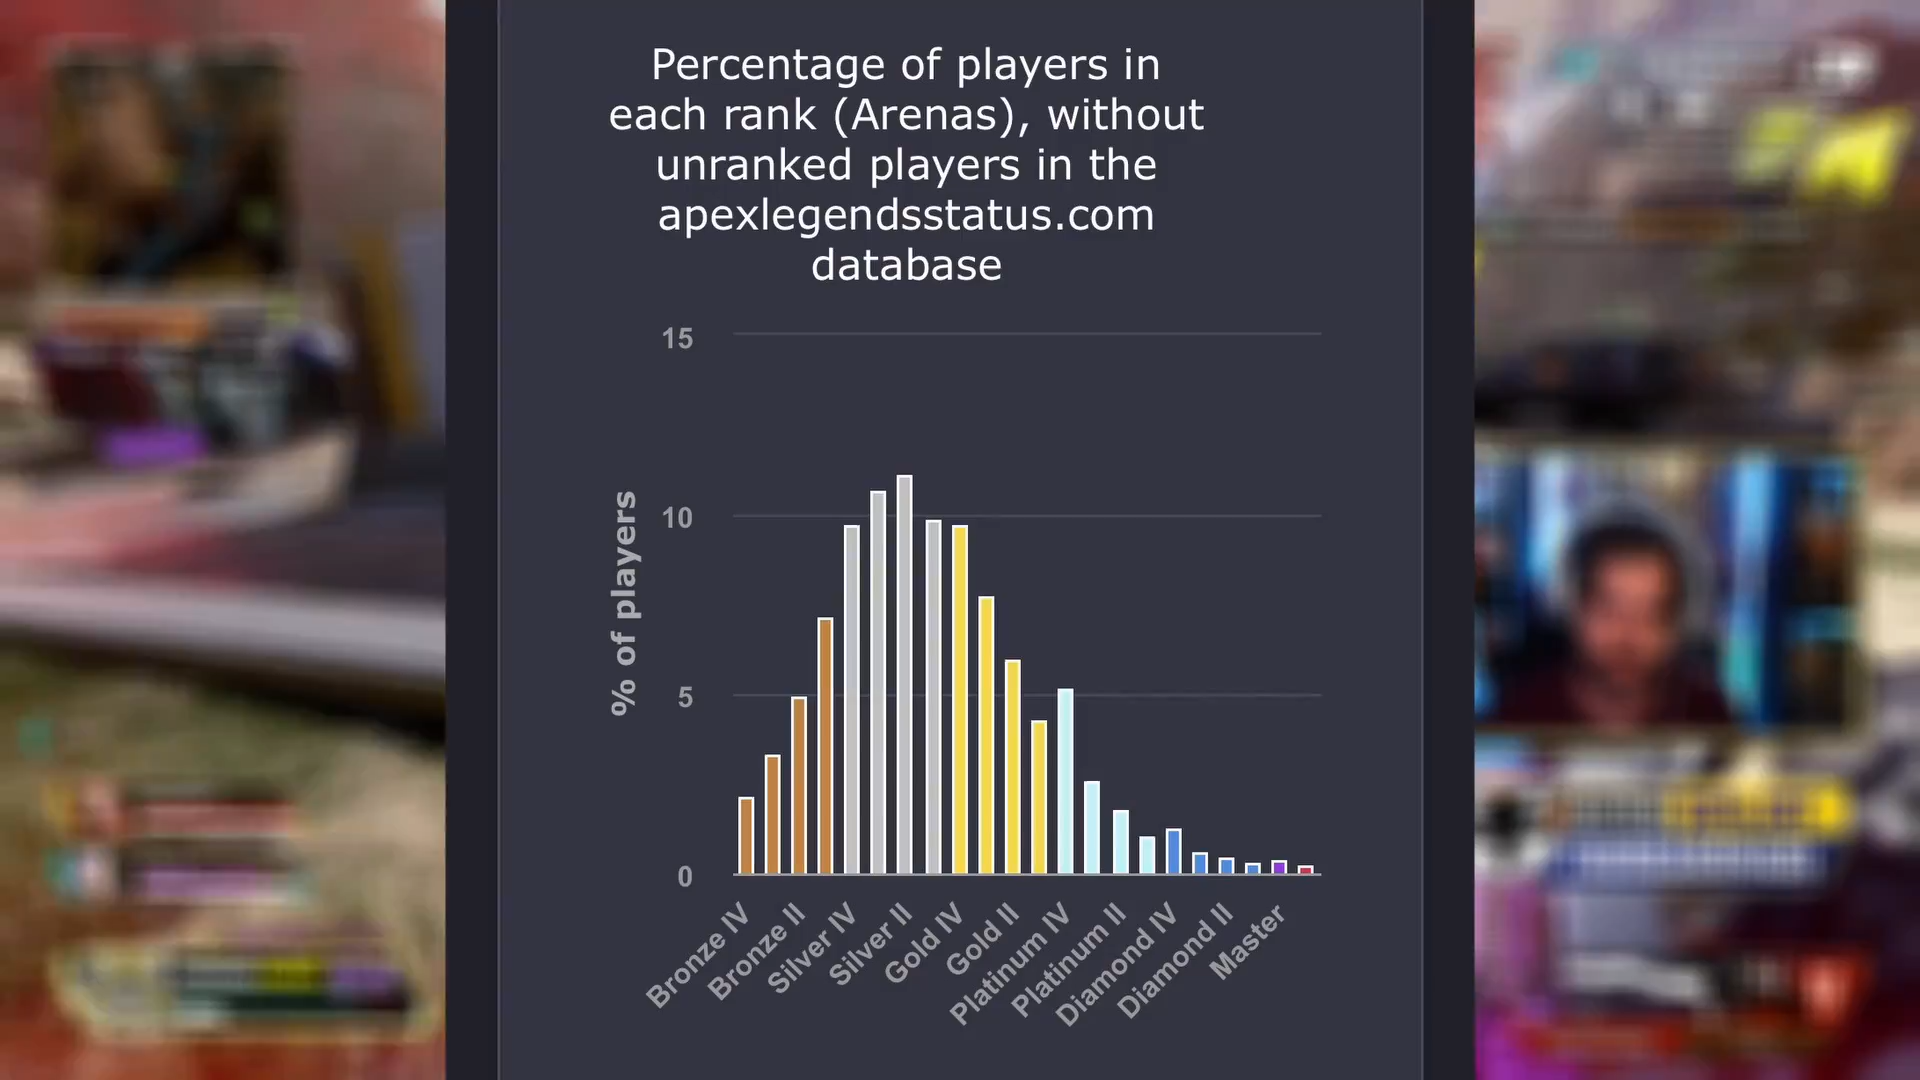 Percentage of players in
each rank (Arenas), without
unranked players in the
apexlegendsstatus.com
database
15
10
5
0
% of players
Bronze IV
Bronze II
Silver IV
Silver II
Gold IV
Gold II
Platinum IV
Platinum II
Diamond IV
Diamond II
Master